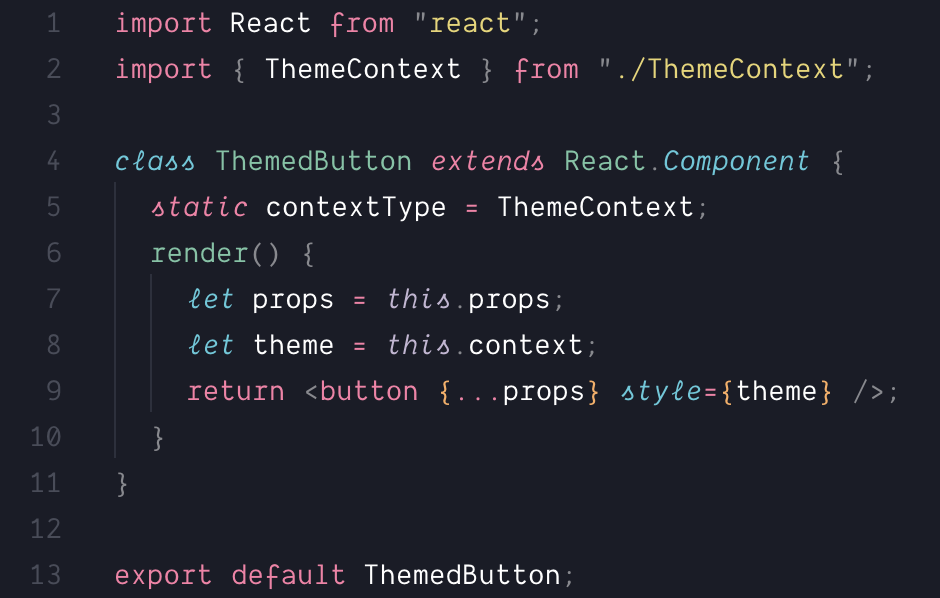 1 import React from "react";
2 import { ThemeContext } from "./ThemeContext";
3
4 class ThemedButton extends React.Component {
5   static contextType = ThemeContext;
6   render() {
7     let props = this.props;
8     let theme = this.context;
9     return <button {...props} style={theme} />;
10   }
11 }
12
13 export default ThemedButton;